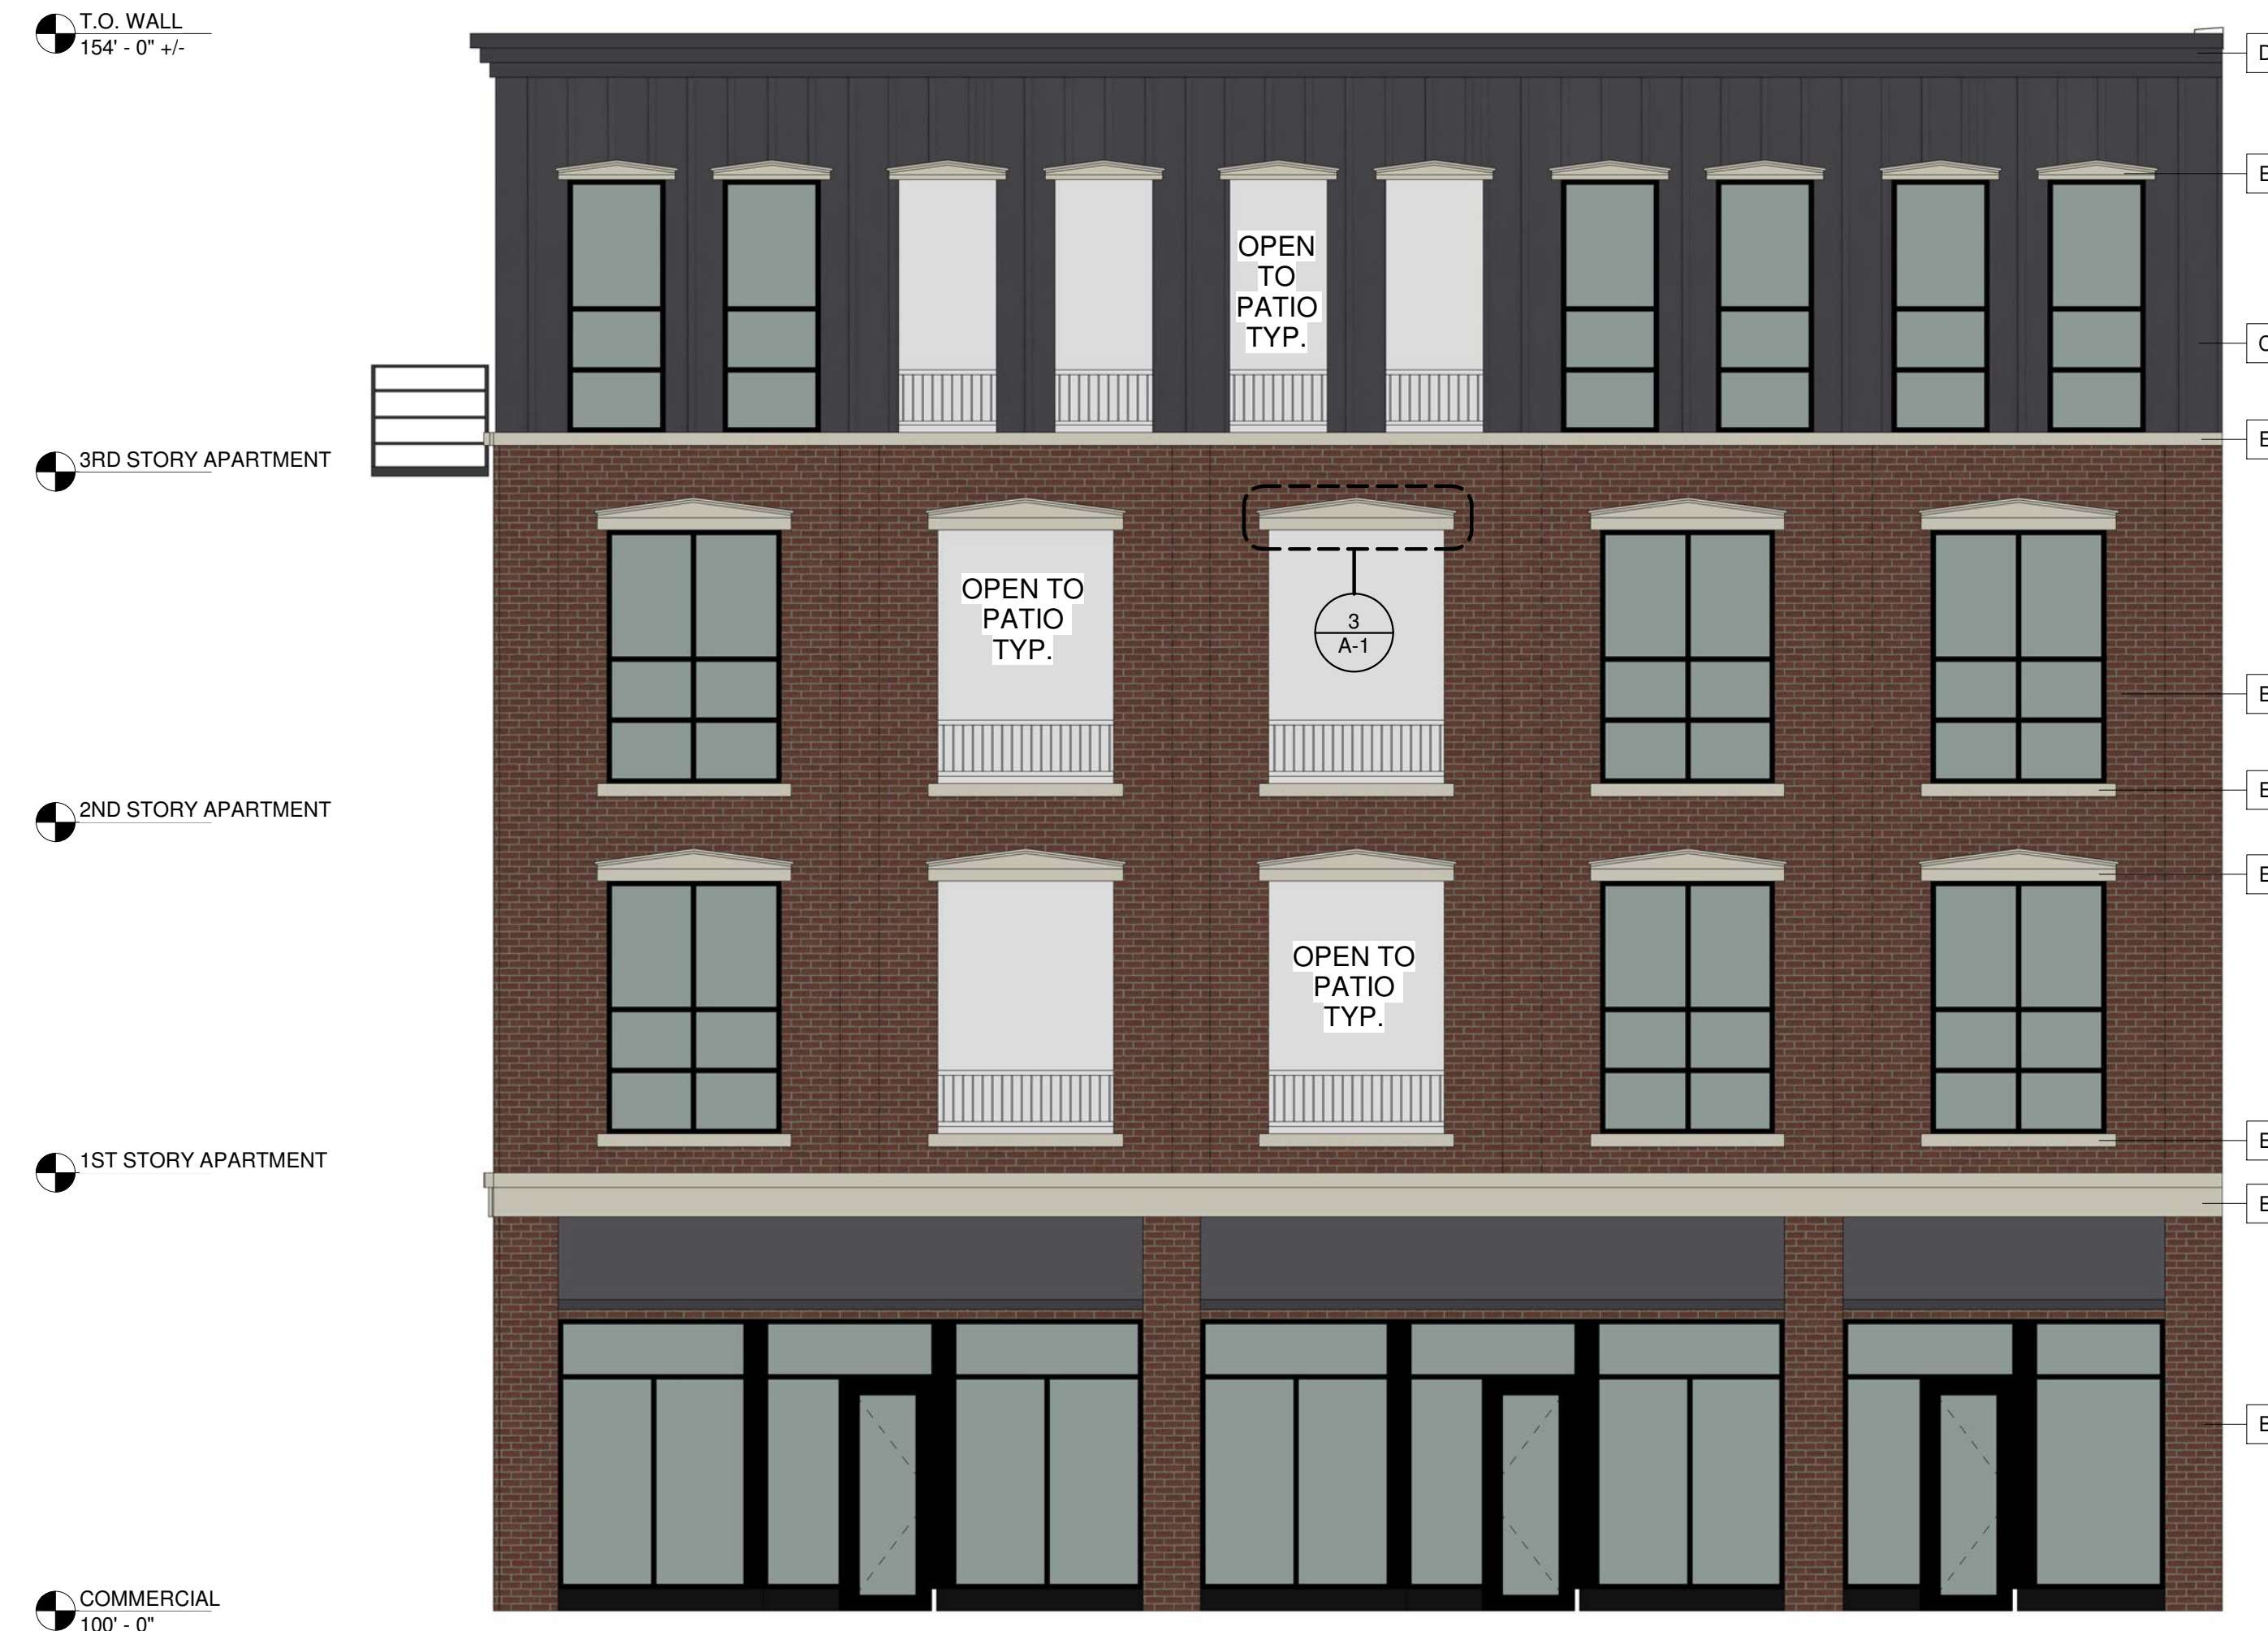 T.O. WALL
154' - 0" +/-
D
E
OPEN
TO
PATIO
TYP.
C
E
3RD STORY APARTMENT
OPEN TO
PATIO
TYP.
3
A-1
B
E
2ND STORY APARTMENT
E
OPEN TO
PATIO
TYP.
E
1ST STORY APARTMENT
E
B
COMMERCIAL
100' - 0"